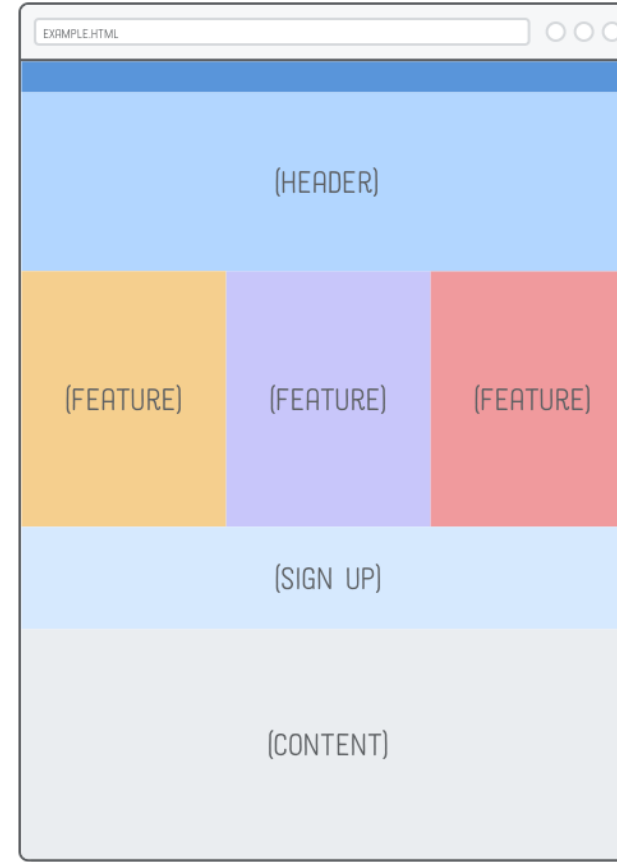 EXAMPLE.HTML
(HEADER)
(FEATURE) (FEATURE) (FEATURE)
(SIGN UP)
(CONTENT)